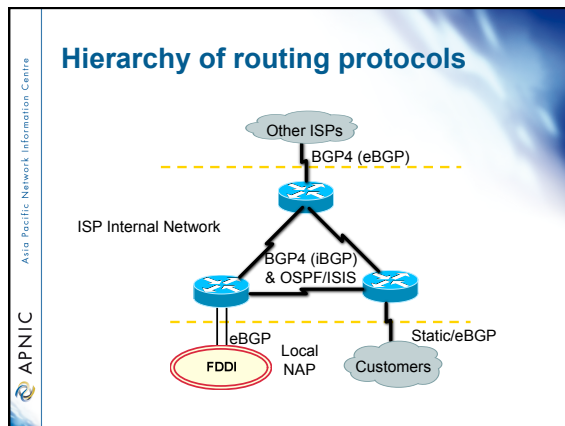 Hierarchy of routing protocols
Asia Pacific Network Information Centre
APNIC
Other ISPs
BGP4 (eBGP)
ISP Internal Network
BGP4 (iBGP)
& OSPF/ISIS
eBGP
Local
NAP
FDDI
Static/eBGP
Customers